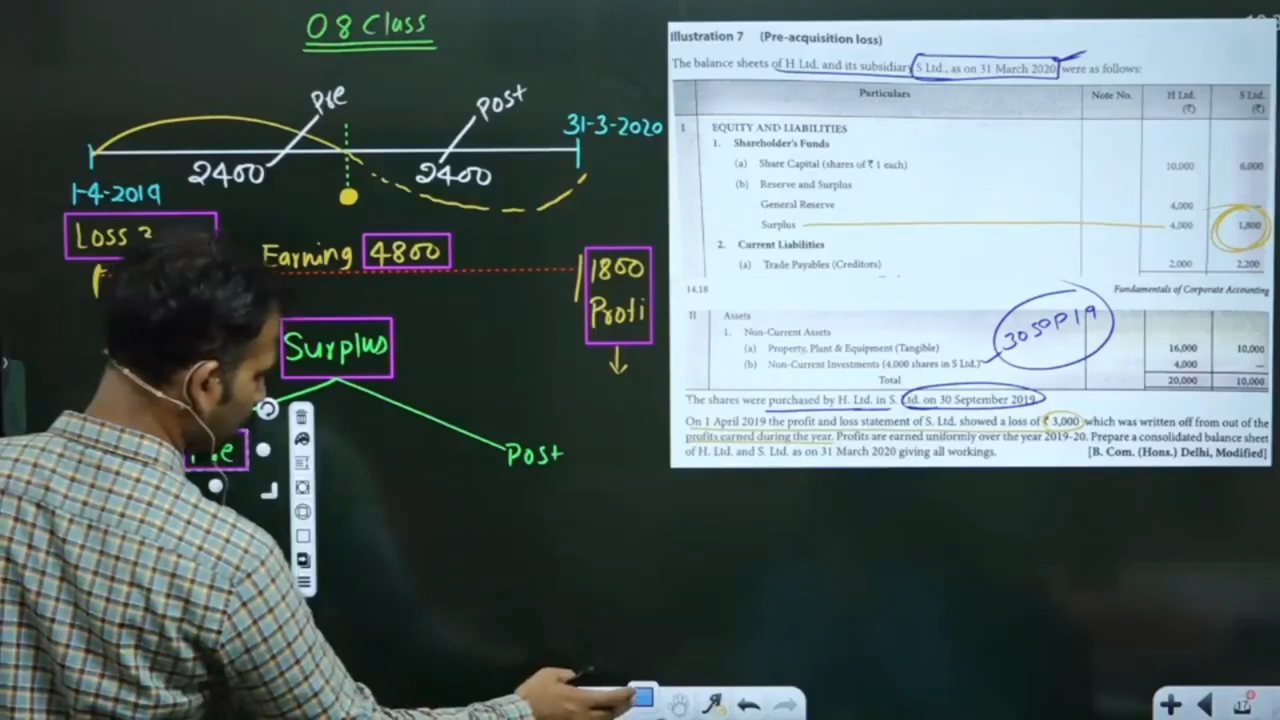 08 Class
Pre
Post
31-3-2020
2400
2400
1-4-2019
Loss
Earning 4800
1800
Profi
Surplus
Post
Illustration 7 (Pre-acquisition loss)
The balance sheets of H Ltd. and its subsidiary S Ltd., as on 31 March 2020 were as follows:
Particulars Note No. H Ltd. (₹) S Ltd. (₹)
I EQUITY AND LIABILITIES
1. Shareholder's Funds
(a) Share Capital (shares of ₹ 1 each) 10,000 6,000
(b) Reserve and Surplus
General Reserve 4,000
Surplus 4,000 1,800
2. Current Liabilities
(a) Trade Payables (Creditors) 2,000 2,200
14.18 Fundamentals of Corporate Accounting
II Assets
1. Non-Current Assets
(a) Property, Plant & Equipment (Tangible) 16,000 10,000
(b) Non-Current Investments (4,000 shares in S Ltd.) 4,000 —
Total 20,000 10,000
30SeP19
The shares were purchased by H. Ltd. in S. Ltd. on 30 September 2019.
On 1 April 2019 the profit and loss statement of S. Ltd. showed a loss of ₹ 3,000 which was written off from out of the
profits earned during the year. Profits are earned uniformly over the year 2019-20. Prepare a consolidated balance sheet
of H. Ltd. and S. Ltd. as on 31 March 2020 giving all workings. [B. Com. (Hons.) Delhi, Modified]
17